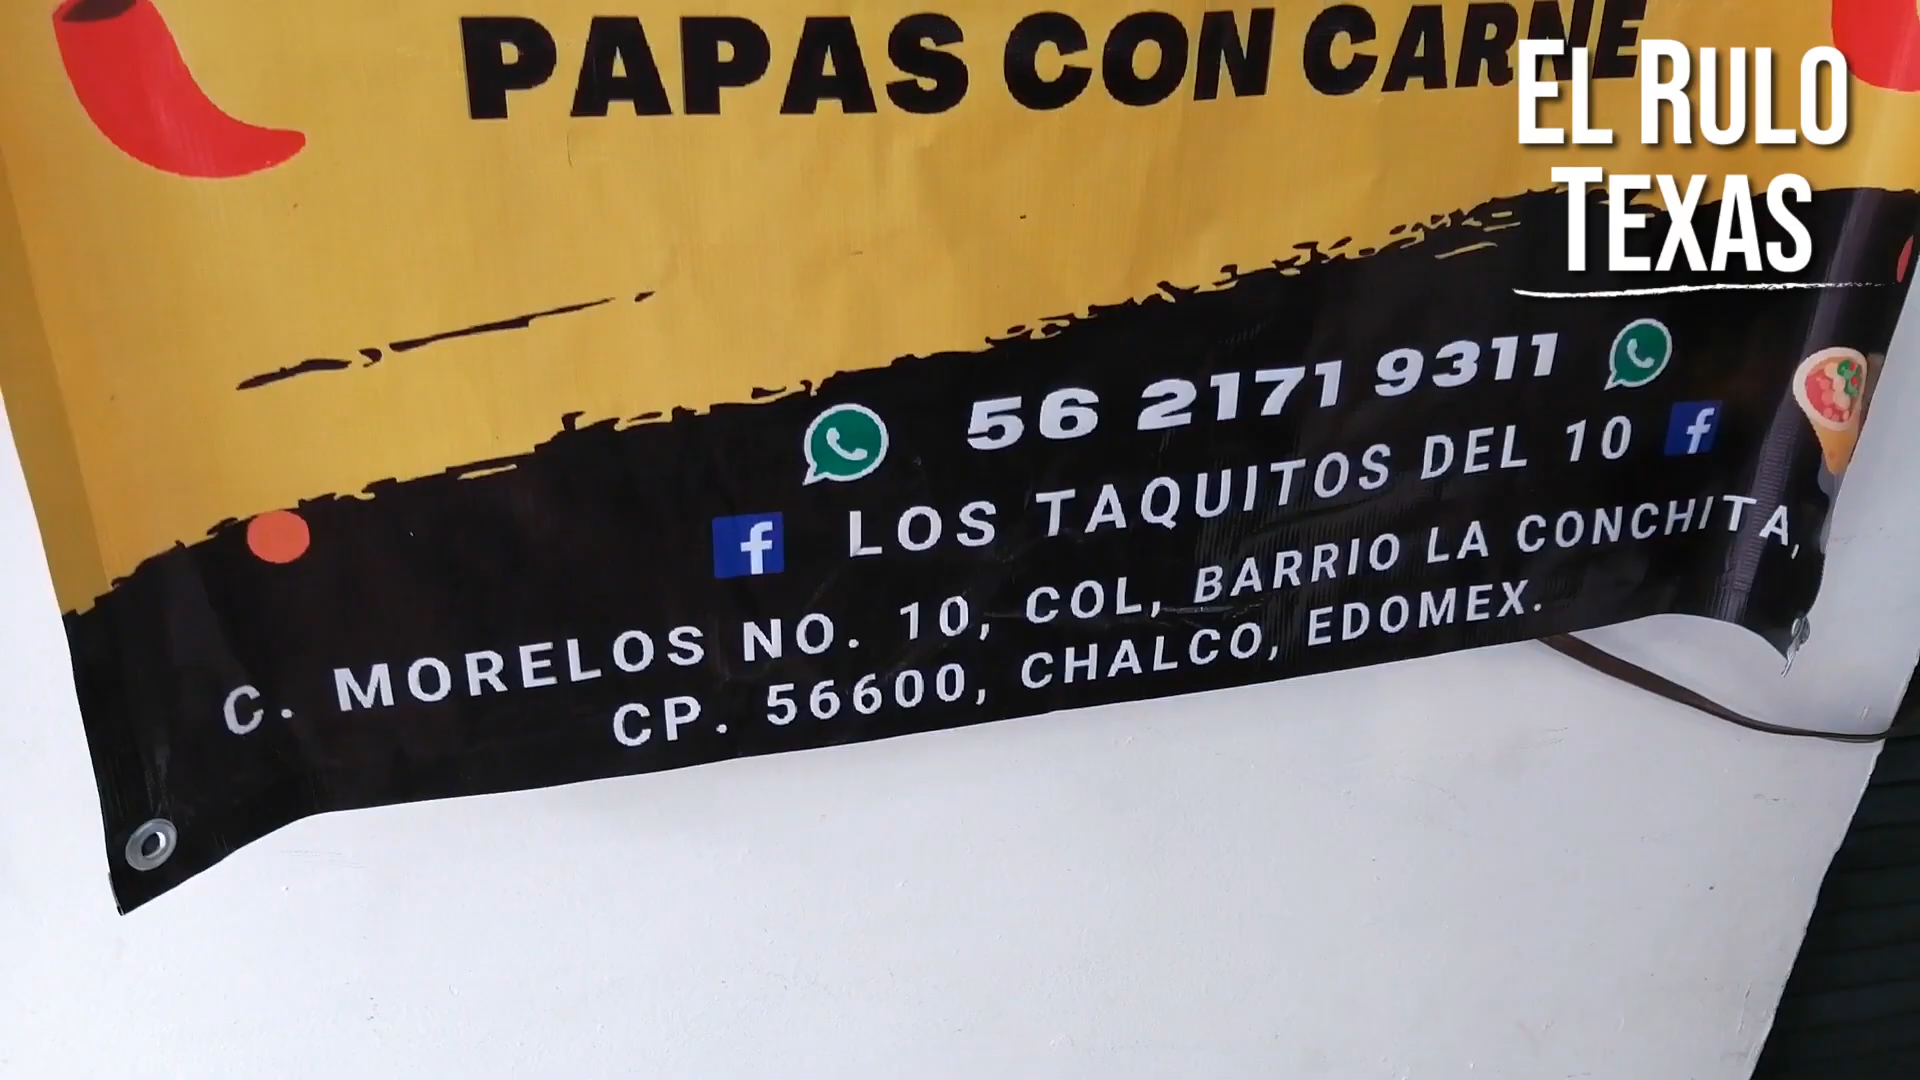 PAPAS CON CARNE
EL RULO
TEXAS
56 2171 9311
LOS TAQUITOS DEL 10
C. MORELOS NO. 10, COL, BARRIO LA CONCHITA,
CP. 56600, CHALCO, EDOMEX.